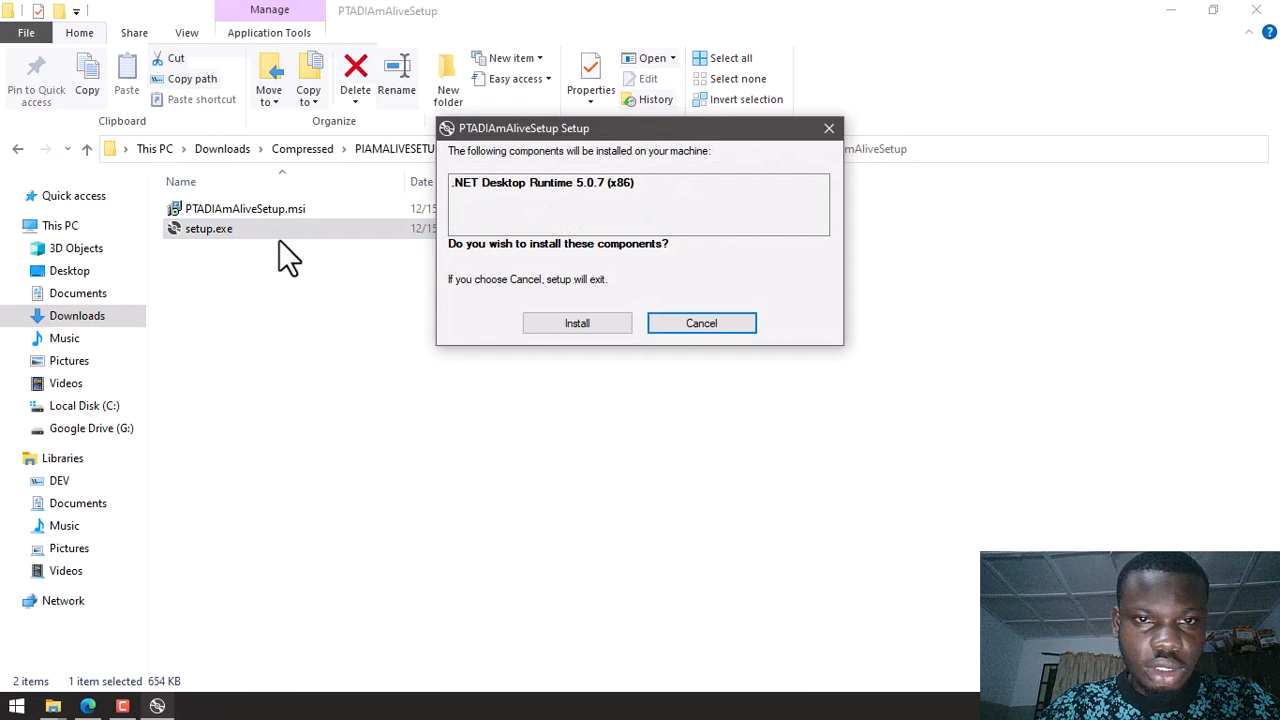 Manage
PTADIAmAliveSetup
File
Home
Share
View
Application Tools
Pin to Quick
access
Copy
Paste
Cut
Copy path
Paste shortcut
Clipboard
Move
to
Copy
to
Delete
Rename
Organize
New
folder
New item
Easy access
Properties
Open
Edit
History
Select all
Select none
Invert selection
This PC
Downloads
Compressed
PIAMALIVESETU
mAliveSetup
Name
Date
PTADIAmAliveSetup.msi
12/15
setup.exe
12/15
Quick access
This PC
3D Objects
Desktop
Documents
Downloads
Music
Pictures
Videos
Local Disk (C:)
Google Drive (G:)
Libraries
DEV
Documents
Music
Pictures
Videos
Network
PTADIAmAliveSetup Setup
The following components will be installed on your machine:
.NET Desktop Runtime 5.0.7 (x86)
Do you wish to install these components?
If you choose Cancel, setup will exit.
Install
Cancel
2 items
1 item selected 654 KB